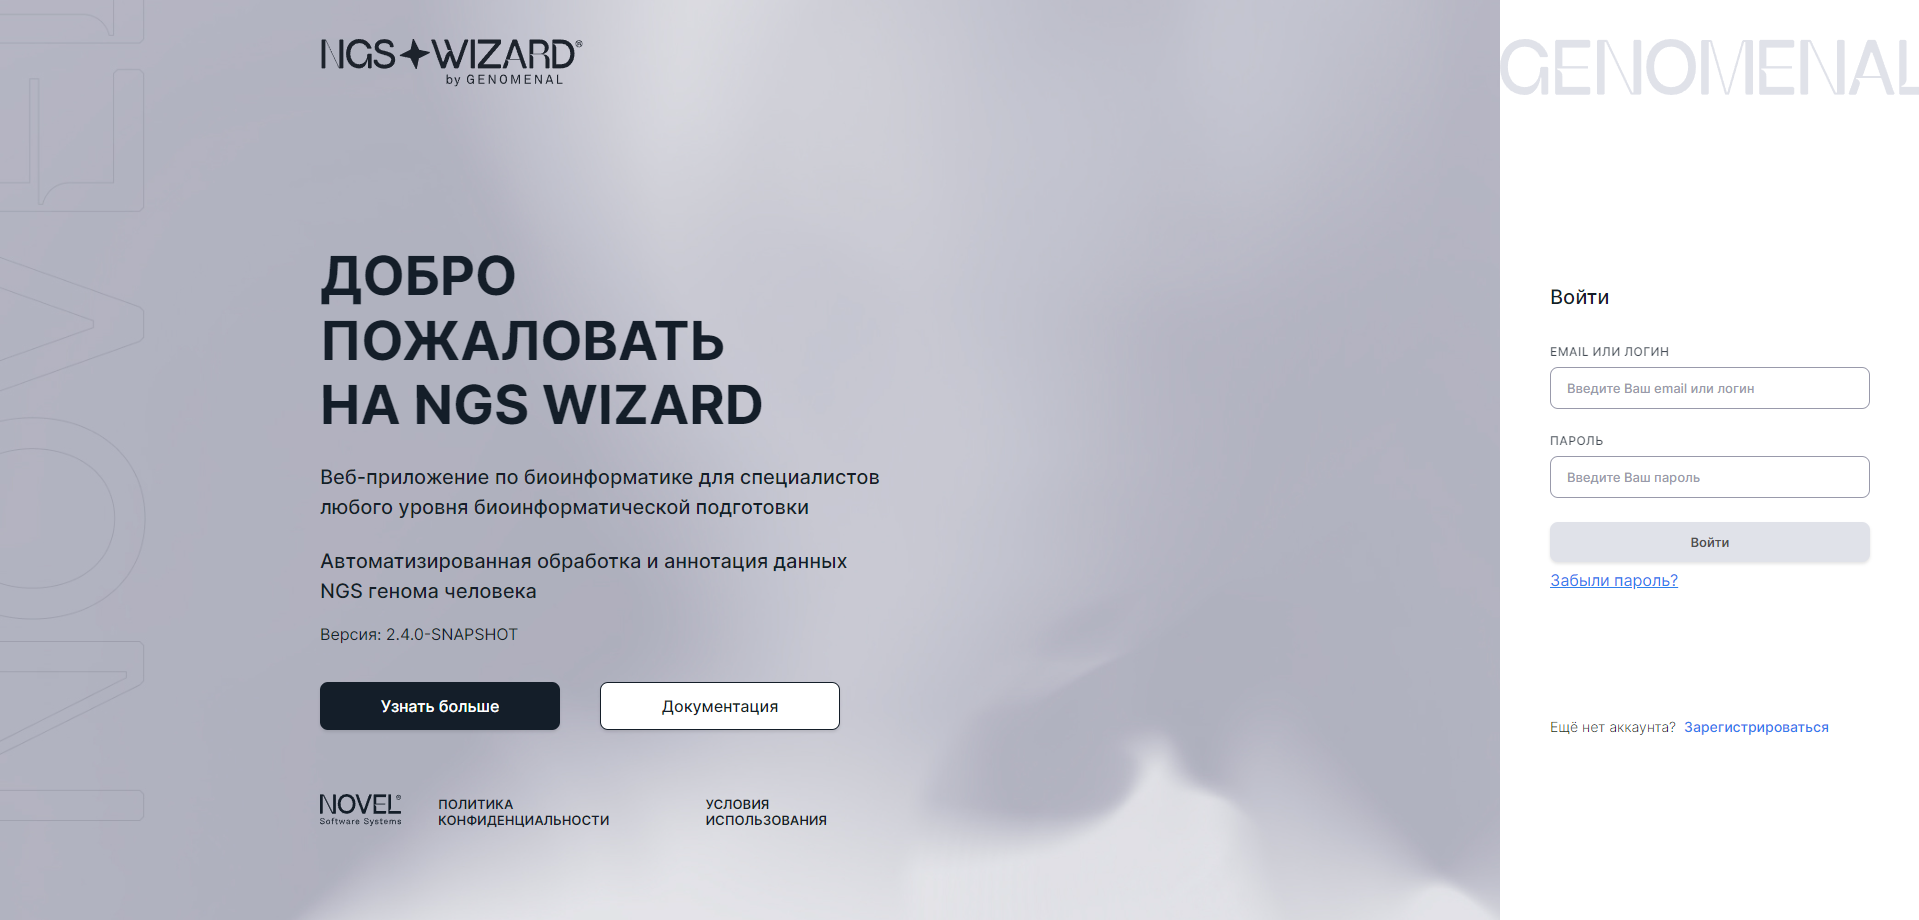 NGS WIZARD®
by GENOMENAL
ДОБРО
ПОЖАЛОВАТЬ
НА NGS WIZARD
Веб-приложение по биоинформатике для специалистов
любого уровня биоинформатической подготовки
Автоматизированная обработка и аннотация данных
NGS генома человека
Версия: 2.4.0-SNAPSHOT
Узнать больше
Документация
NOVEL®
Software Systems
ПОЛИТИКА
КОНФИДЕНЦИАЛЬНОСТИ
УСЛОВИЯ
ИСПОЛЬЗОВАНИЯ
NOVEL
GENOMENAL
Войти
EMAIL ИЛИ ЛОГИН
Введите Ваш email или логин
ПАРОЛЬ
Введите Ваш пароль
Войти
Забыли пароль?
Ещё нет аккаунта? Зарегистрироваться